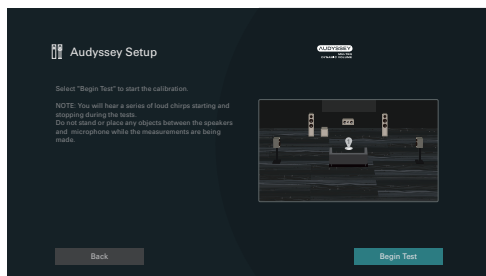 Audyssey Setup
AUDYSSEY
DYNAMIC VOLUME
Select "Begin Test" to start the calibration.
NOTE: You will hear a series of loud chirps starting and
stopping during the tests.
Do not stand or place any objects between the speakers
and microphone while the measurements are being
made.
Back
Begin Test